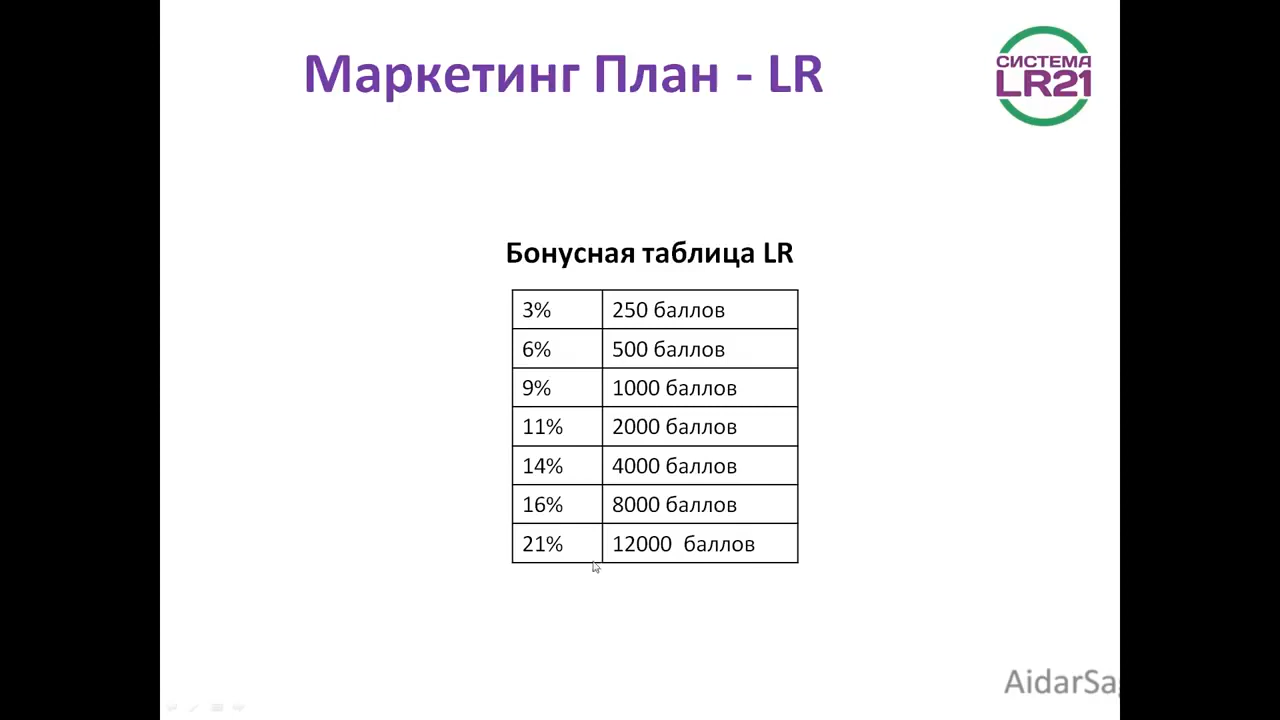 Маркетинг План - LR
СИСТЕМА
LR21
Бонусная таблица LR
3% 250 баллов
6% 500 баллов
9% 1000 баллов
11% 2000 баллов
14% 4000 баллов
16% 8000 баллов
21% 12000 баллов
AidarSa